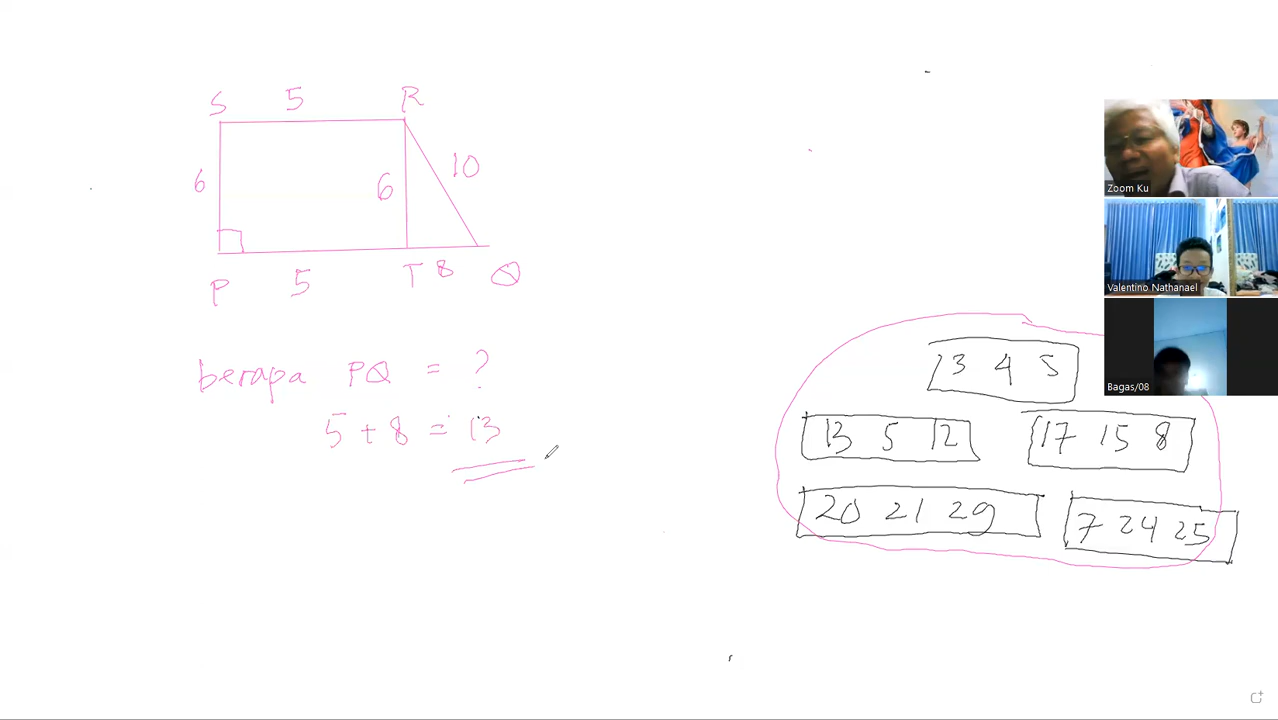 S 5 R
6 6 10
P 5 T 8 Q
berapa PQ = ?
5 + 8 = 13
3 4 5
13 5 12
17 15 8
20 21 29
7 24 25
Zoom Ku
Valentino Nathanael
Bagas/08